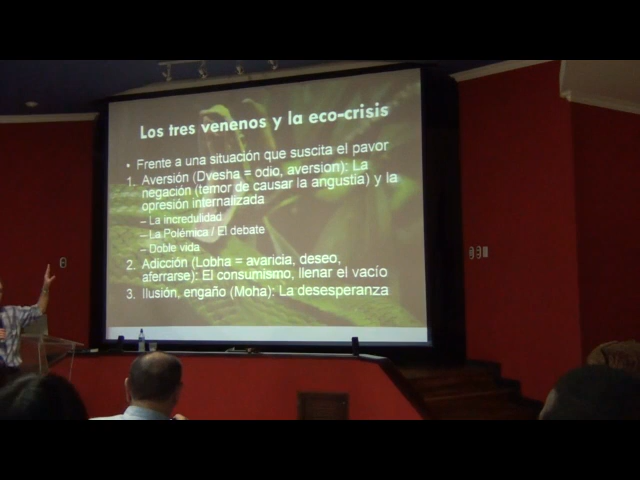 Los tres venenos y la eco-crisis
• Frente a una situación que suscita el pavor
1. Aversión (Dvesha = odio, aversion): La
negación (temor de causar la angustia) y la
opresión internalizada
– La incredulidad
– La Polémica / El debate
– Doble vida
2. Adicción (Lobha = avaricia, deseo,
aferrarse): El consumismo, llenar el vacío
3. Ilusión, engaño (Moha): La desesperanza